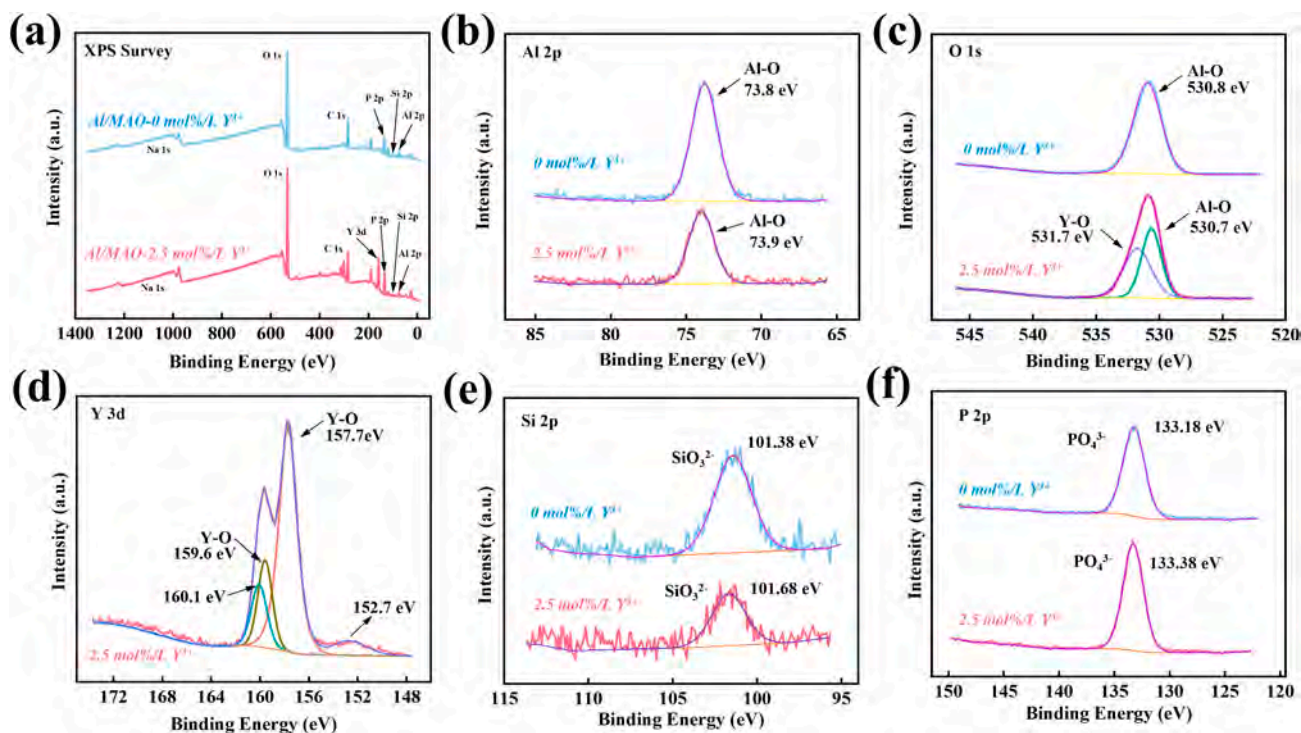 (a)
XPS Survey
O 1s
Al/MAO-0 mol%/L Y³⁺
C 1s
P 2p
Si 2p
Al 2p
Na 1s
O 1s
Al/MAO-2.5 mol%/L Y³⁺
C 1s
Y 3d
P 2p
Si 2p
Al 2p
Na 1s
Intensity (a.u.)
1400 1200 1000 800 600 400 200 0
Binding Energy (eV)
(b)
Al 2p
Al-O
73.8 eV
0 mol%/L Y³⁺
Al-O
73.9 eV
2.5 mol%/L Y³⁺
Intensity (a.u.)
85 80 75 70 65
Binding Energy (eV)
(c)
O 1s
Al-O
530.8 eV
0 mol%/L Y³⁺
Y-O
531.7 eV
Al-O
530.7 eV
2.5 mol%/L Y³⁺
Intensity (a.u.)
545 540 535 530 525 520
Binding Energy (eV)
(d)
Y 3d
Y-O
157.7eV
Y-O
159.6 eV
160.1 eV
152.7 eV
2.5 mol%/L Y³⁺
Intensity (a.u.)
172 168 164 160 156 152 148
Binding Energy (eV)
(e)
Si 2p
SiO₃²⁻
101.38 eV
0 mol%/L Y³⁺
SiO₃²⁻
101.68 eV
2.5 mol%/L Y³⁺
Intensity (a.u.)
115 110 105 100 95
Binding Energy (eV)
(f)
P 2p
PO₄³⁻
133.18 eV
0 mol%/L Y³⁺
PO₄³⁻
133.38 eV
2.5 mol%/L Y³⁺
Intensity (a.u.)
150 145 140 135 130 125 120
Binding Energy (eV)